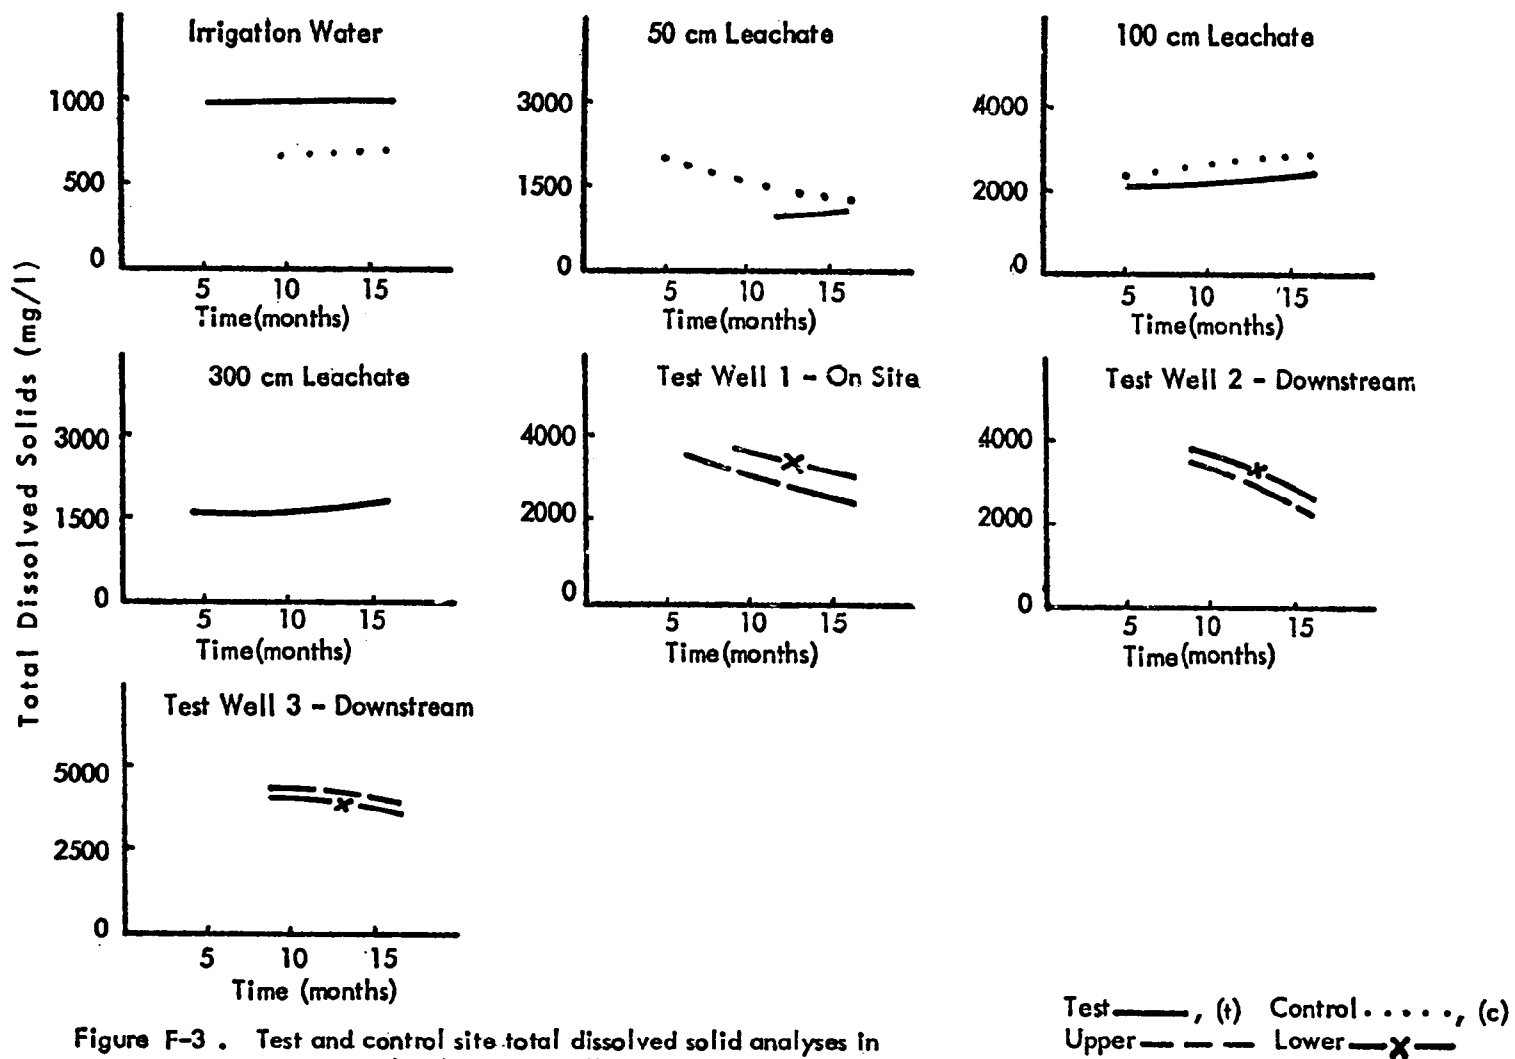 Total Dissolved Solids (mg/l)
Irrigation Water
1000
500
0
5 10 15
Time(months)
50 cm Leachate
3000
1500
0
5 10 15
Time(months)
100 cm Leachate
4000
2000
0
5 10 15
Time(months)
300 cm Leachate
3000
1500
0
5 10 15
Time(months)
Test Well 1 - On Site
4000
2000
0
5 10 15
Time(months)
Test Well 2 - Downstream
4000
2000
0
5 10 15
Time(months)
Test Well 3 - Downstream
5000
2500
0
5 10 15
Time (months)
Test, (t) Control....., (c)
Upper Lower X
Figure F-3 . Test and control site total dissolved solid analyses in